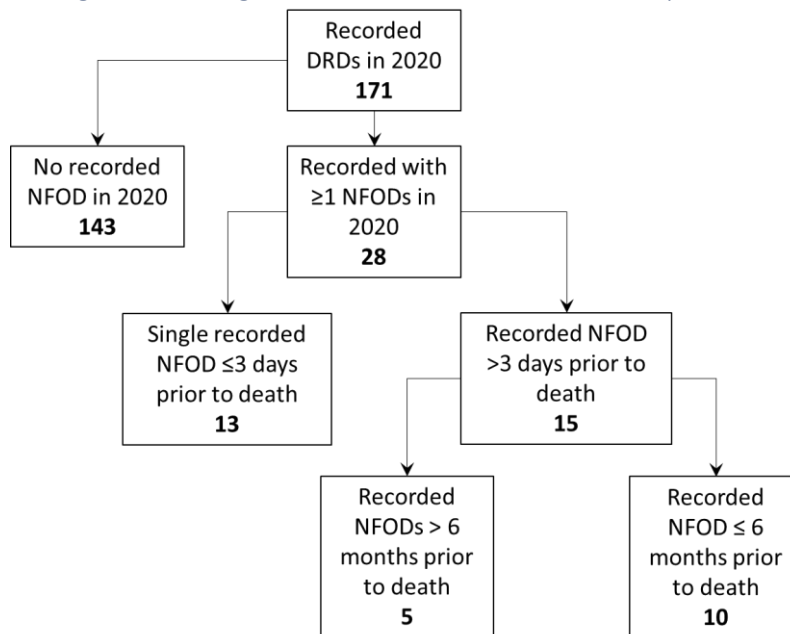 Recorded
DRDs in 2020
171
No recorded
NFOD in 2020
143
Recorded with
≥1 NFODs in
2020
28
Single recorded
NFOD ≤3 days
prior to death
13
Recorded NFOD
>3 days prior to
death
15
Recorded
NFODs > 6
months prior
to death
5
Recorded
NFOD ≤ 6
months prior
to death
10